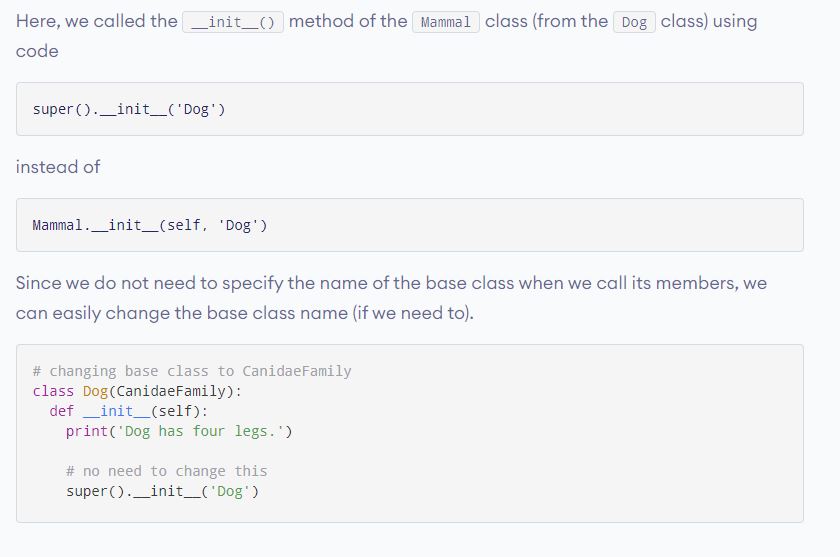 Here, we called the __init__() method of the Mammal class (from the Dog class) using
code
super().__init__('Dog')
instead of
Mammal.__init__(self, 'Dog')
Since we do not need to specify the name of the base class when we call its members, we
can easily change the base class name (if we need to).
# changing base class to CanidaeFamily
class Dog(CanidaeFamily):
  def __init__(self):
    print('Dog has four legs.')
    # no need to change this
    super().__init__('Dog')